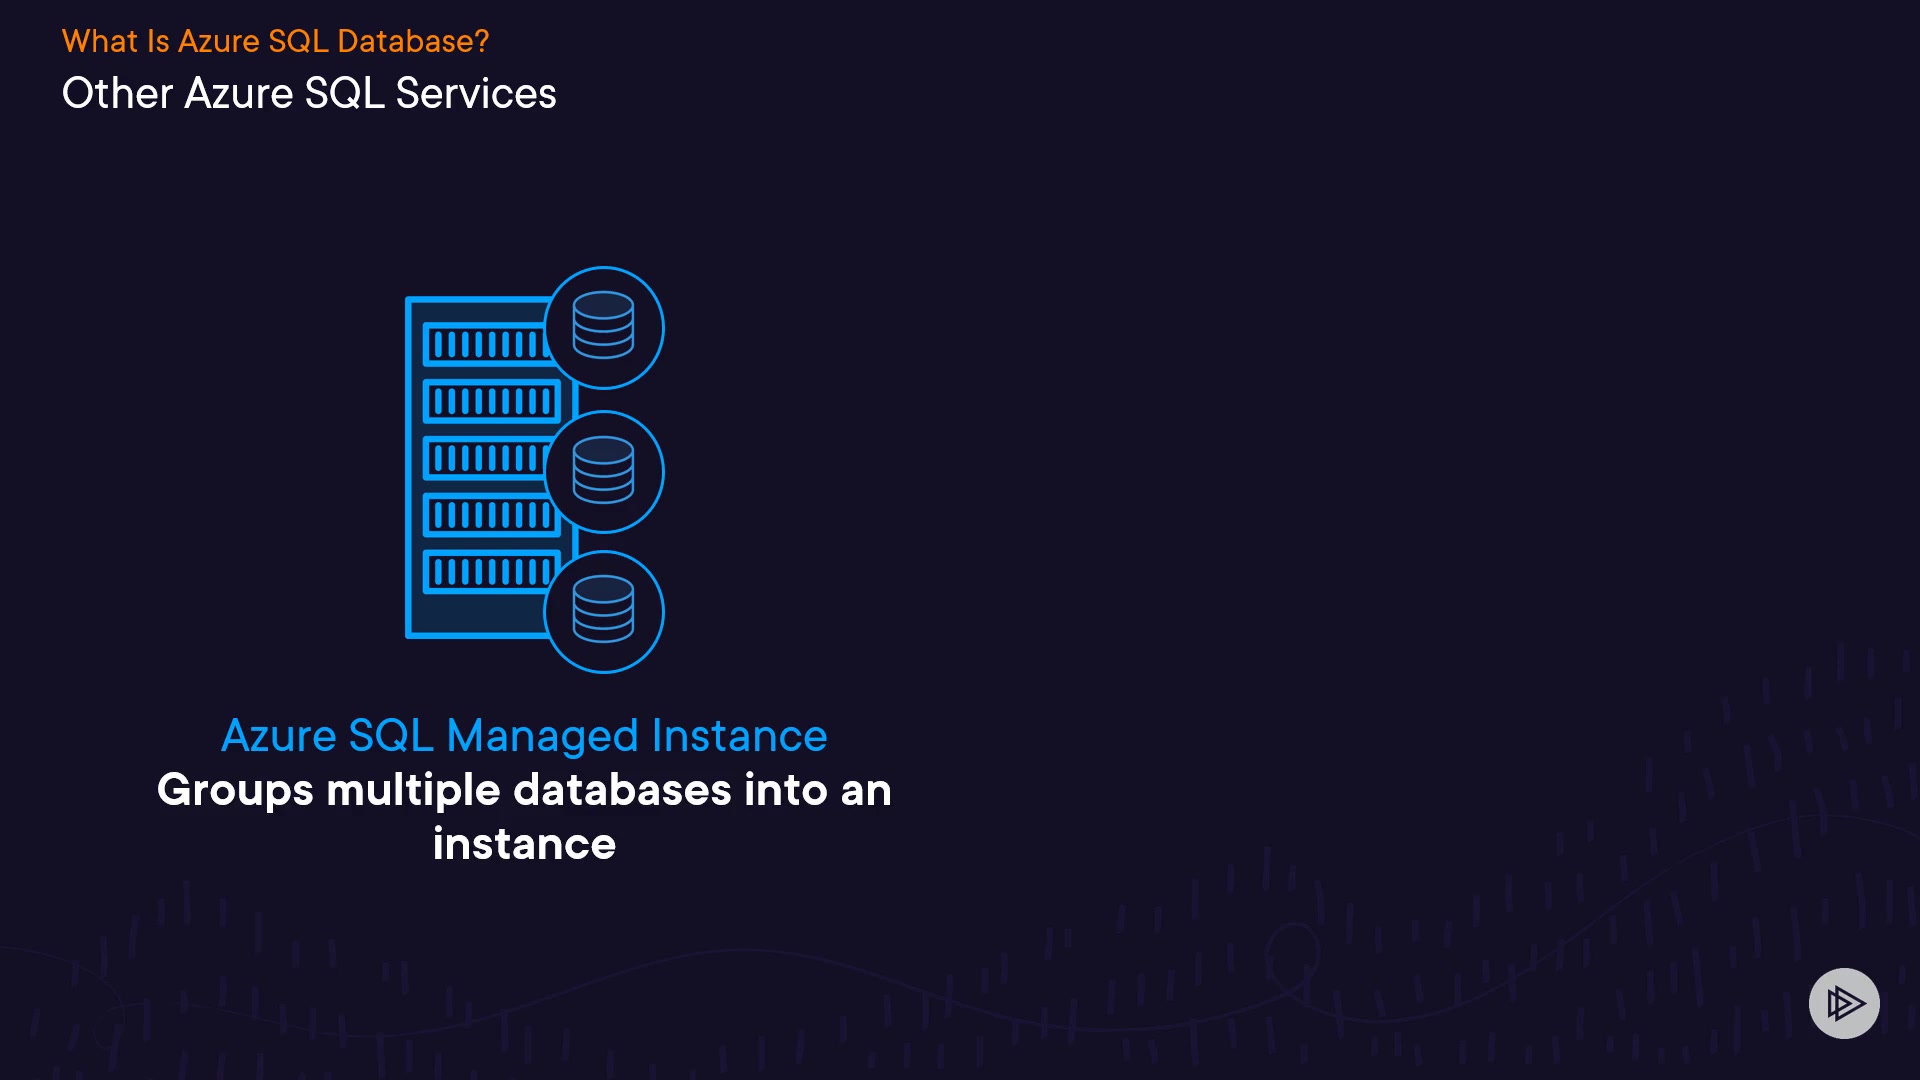 What Is Azure SQL Database?
Other Azure SQL Services
Azure SQL Managed Instance
Groups multiple databases into an
instance